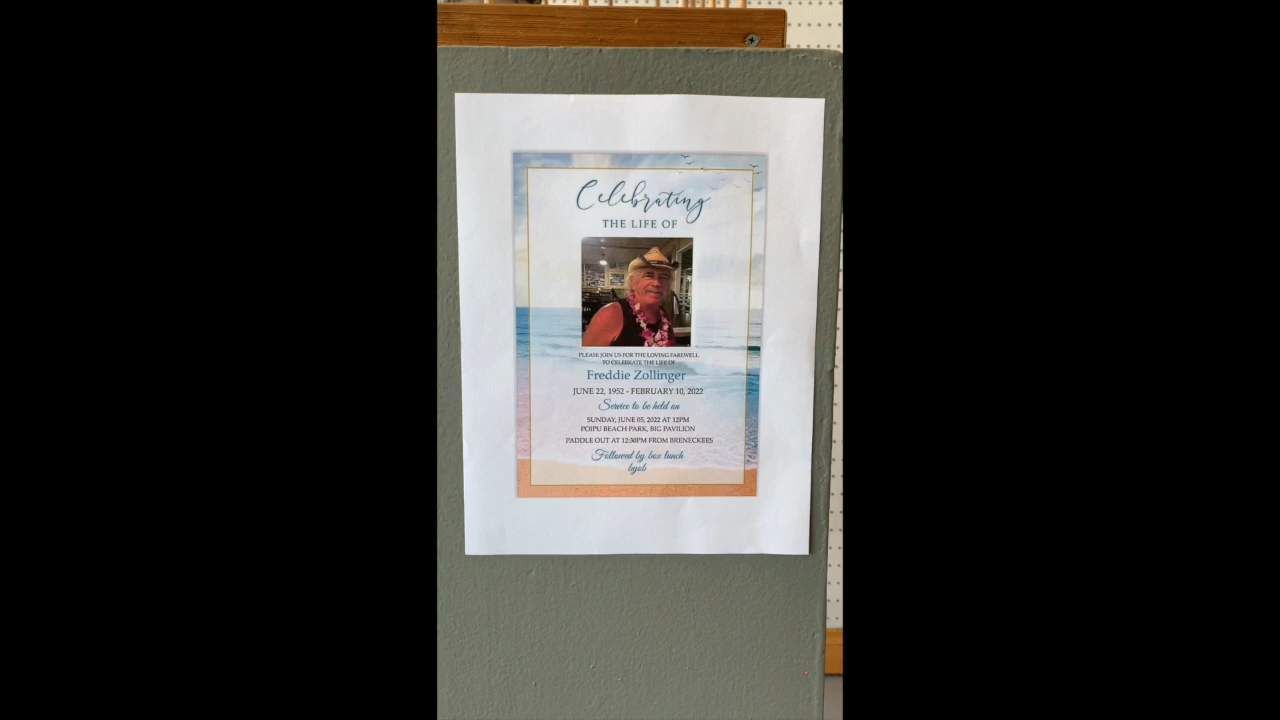 Celebrating
THE LIFE OF
PLEASE JOIN US FOR THE LOVING FAREWELL
TO CELEBRATE THE LIFE OF
Freddie Zollinger
JUNE 22, 1952 - FEBRUARY 10, 2022
Service to be held on
SUNDAY, JUNE 05, 2022 AT 12PM
POIPU BEACH PARK, BIG PAVILION
PADDLE OUT AT 12:30PM FROM BRENECKEES
Followed by box lunch
byob